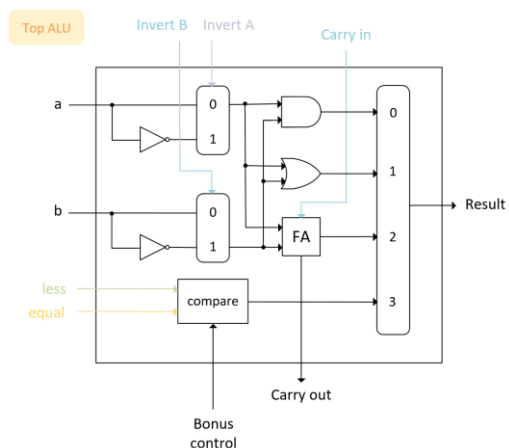 Top ALU
Invert B
Invert A
Carry in
a
0
1
0
1
b
0
1
FA
2
Result
less
equal
compare
3
Carry out
Bonus
control